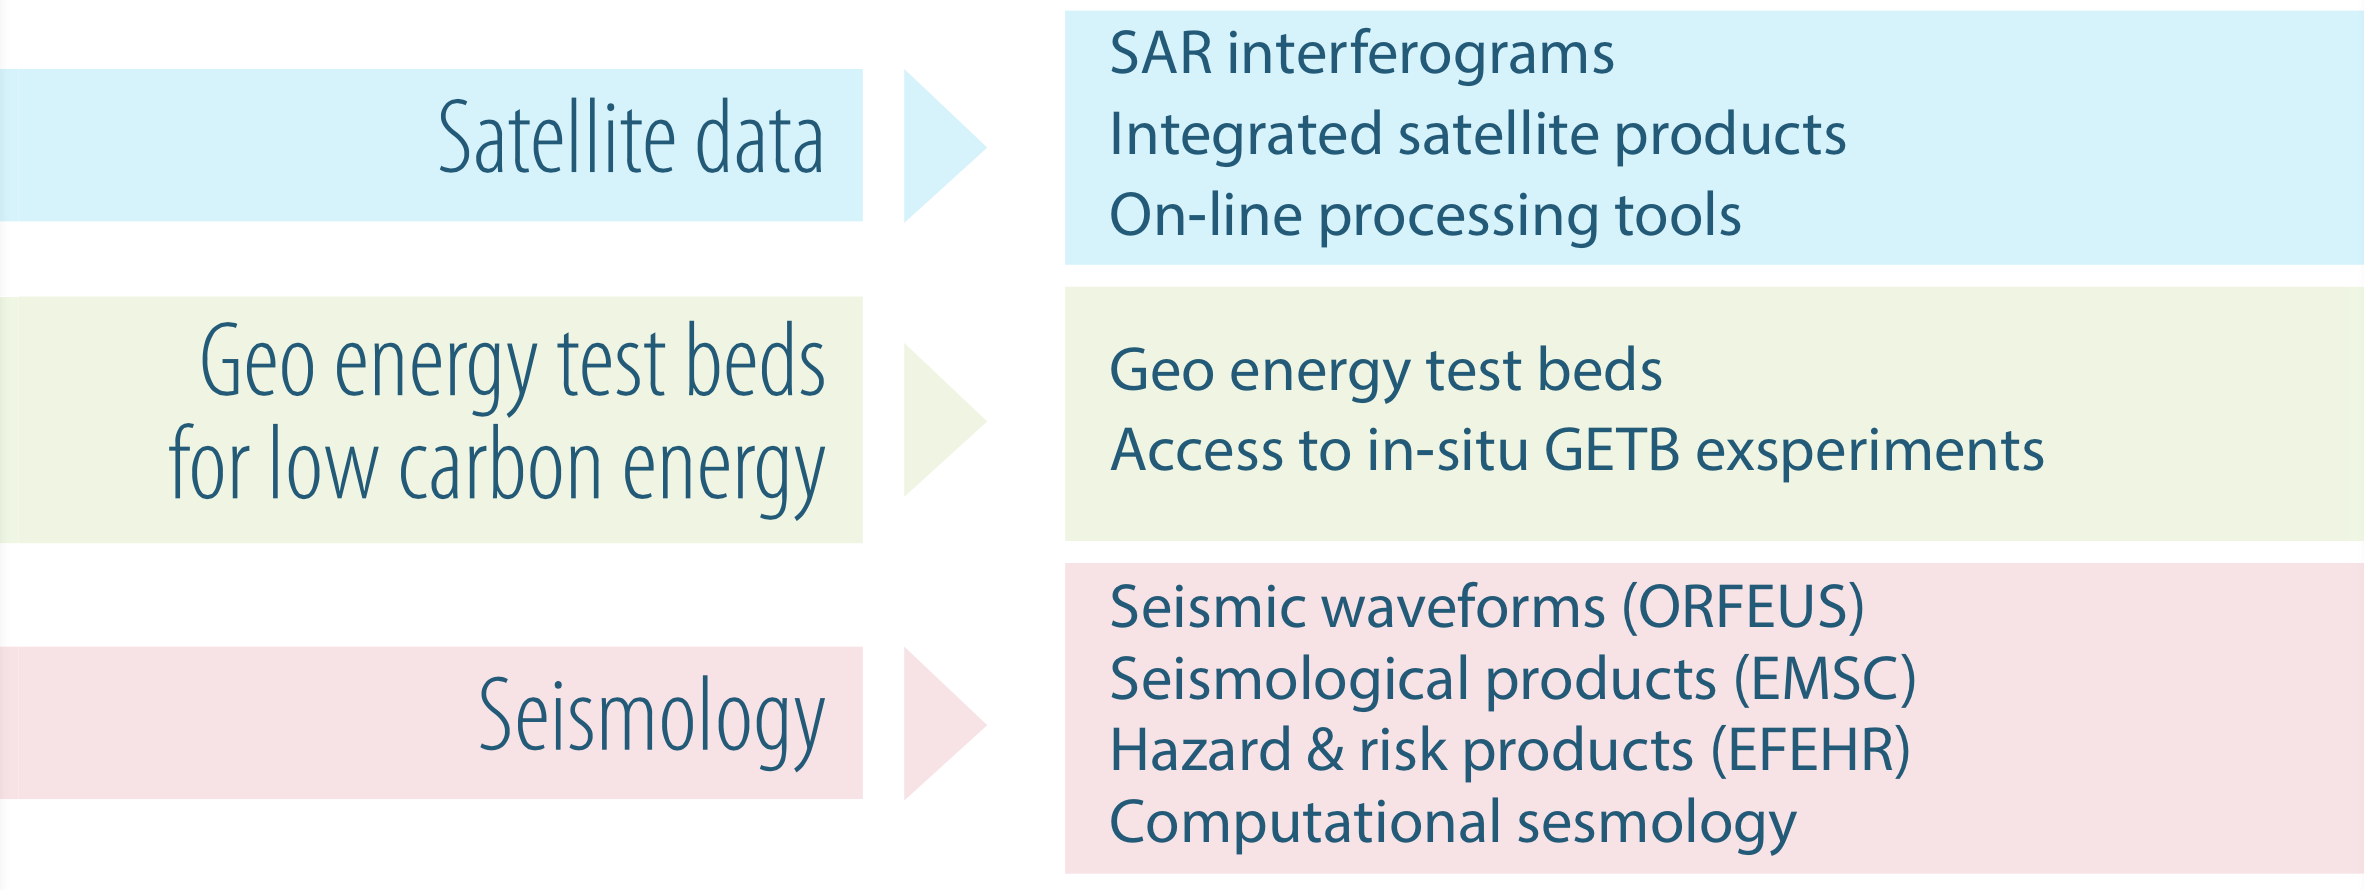 Satellite data
SAR interferograms
Integrated satellite products
On-line processing tools
Geo energy test beds
for low carbon energy
Geo energy test beds
Access to in-situ GETB exsperiments
Seismology
Seismic waveforms (ORFEUS)
Seismological products (EMSC)
Hazard & risk products (EFEHR)
Computational sesmology